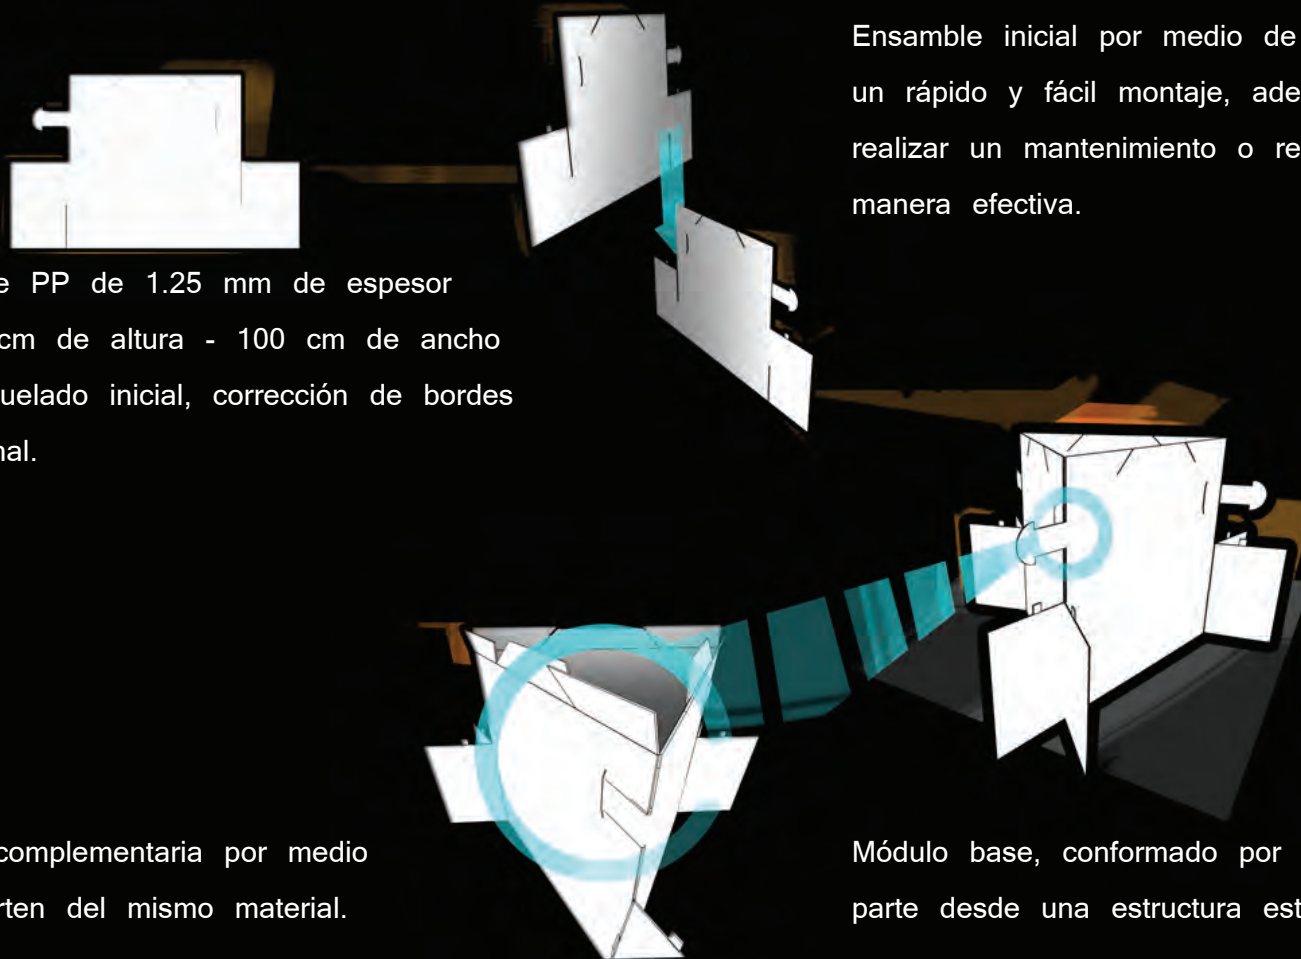 Ensamble inicial por medio de
un rápido y fácil montaje, ade
realizar un mantenimiento o re
manera efectiva.
e PP de 1.25 mm de espesor
cm de altura - 100 cm de ancho
uelado inicial, corrección de bordes
nal.
complementaria por medio
rten del mismo material.
Módulo base, conformado por
parte desde una estructura est